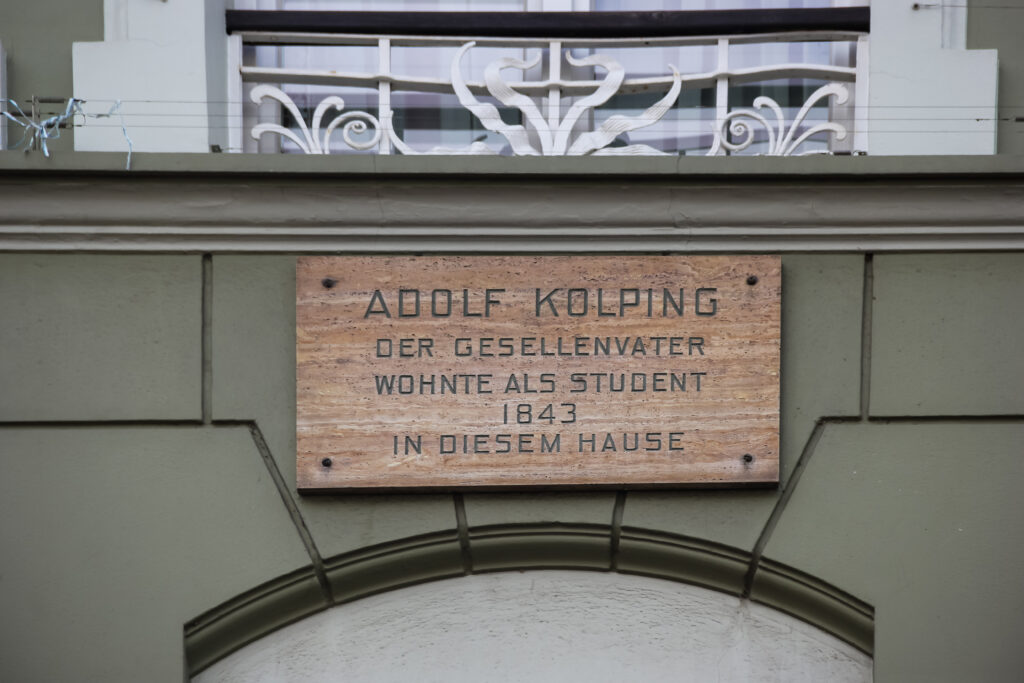 ADOLF KOLPING
DER GESELLENVATER
WOHNTE ALS STUDENT
1843
IN DIESEM HAUSE